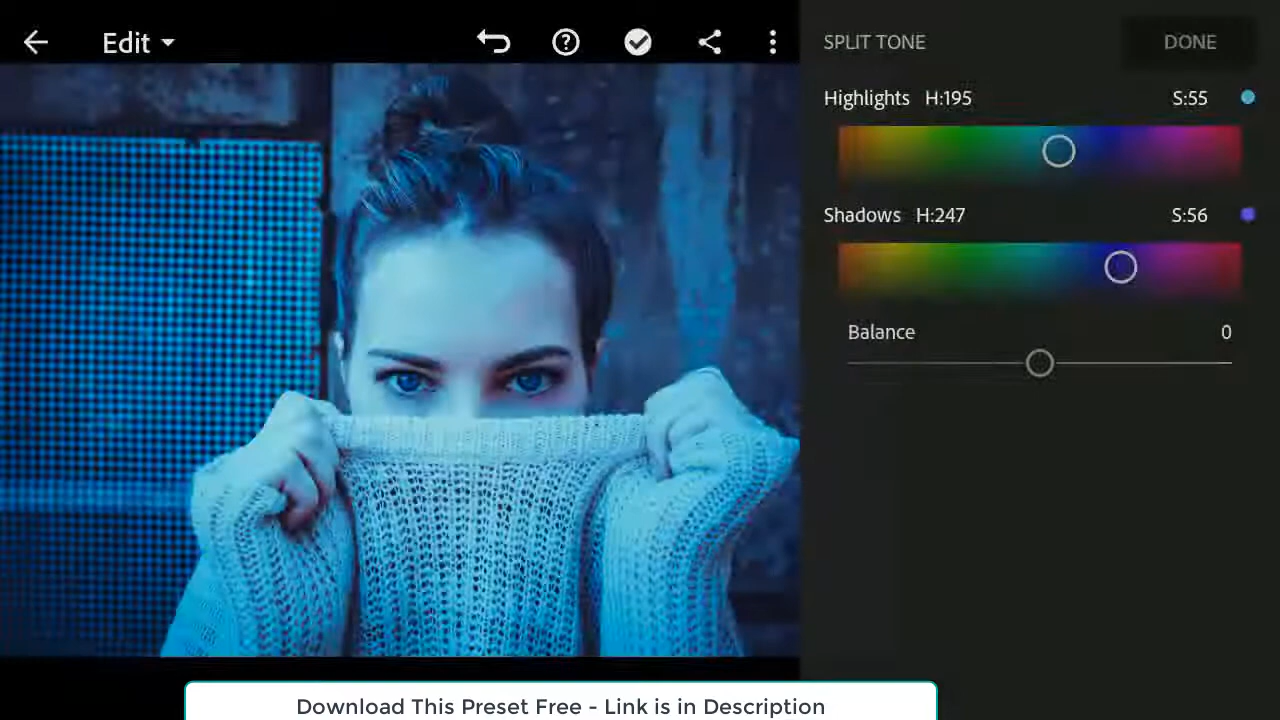 Edit
SPLIT TONE
DONE
Highlights H:195 S:55
Shadows H:247 S:56
Balance 0
Download This Preset Free - Link is in Description